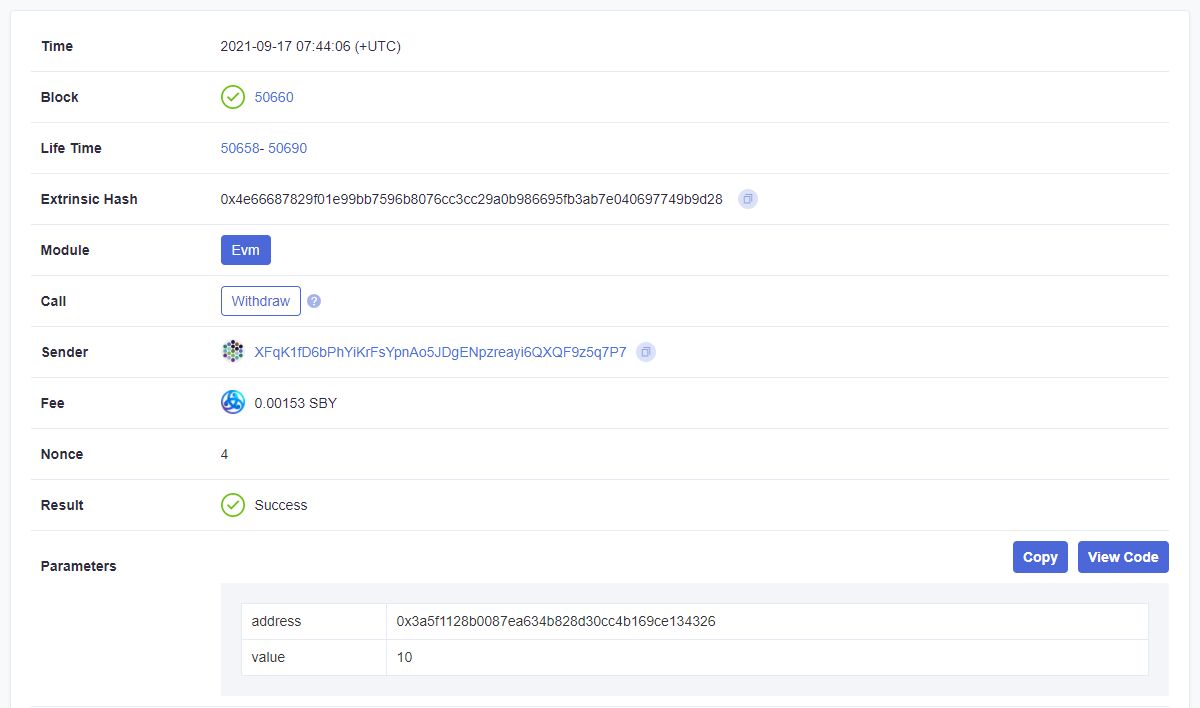 Time 2021-09-17 07:44:06 (+UTC)
Block 50660
Life Time 50658- 50690
Extrinsic Hash 0x4e66687829f01e99bb7596b8076cc3cc29a0b986695fb3ab7e040697749b9d28
Module Evm
Call Withdraw ?
Sender XFqK1fD6bPhYiKrFsYpnAo5JDgENpzreayi6QXQF9z5q7P7
Fee 0.00153 SBY
Nonce 4
Result Success
Parameters Copy View Code
address 0x3a5f1128b0087ea634b828d30cc4b169ce134326
value 10